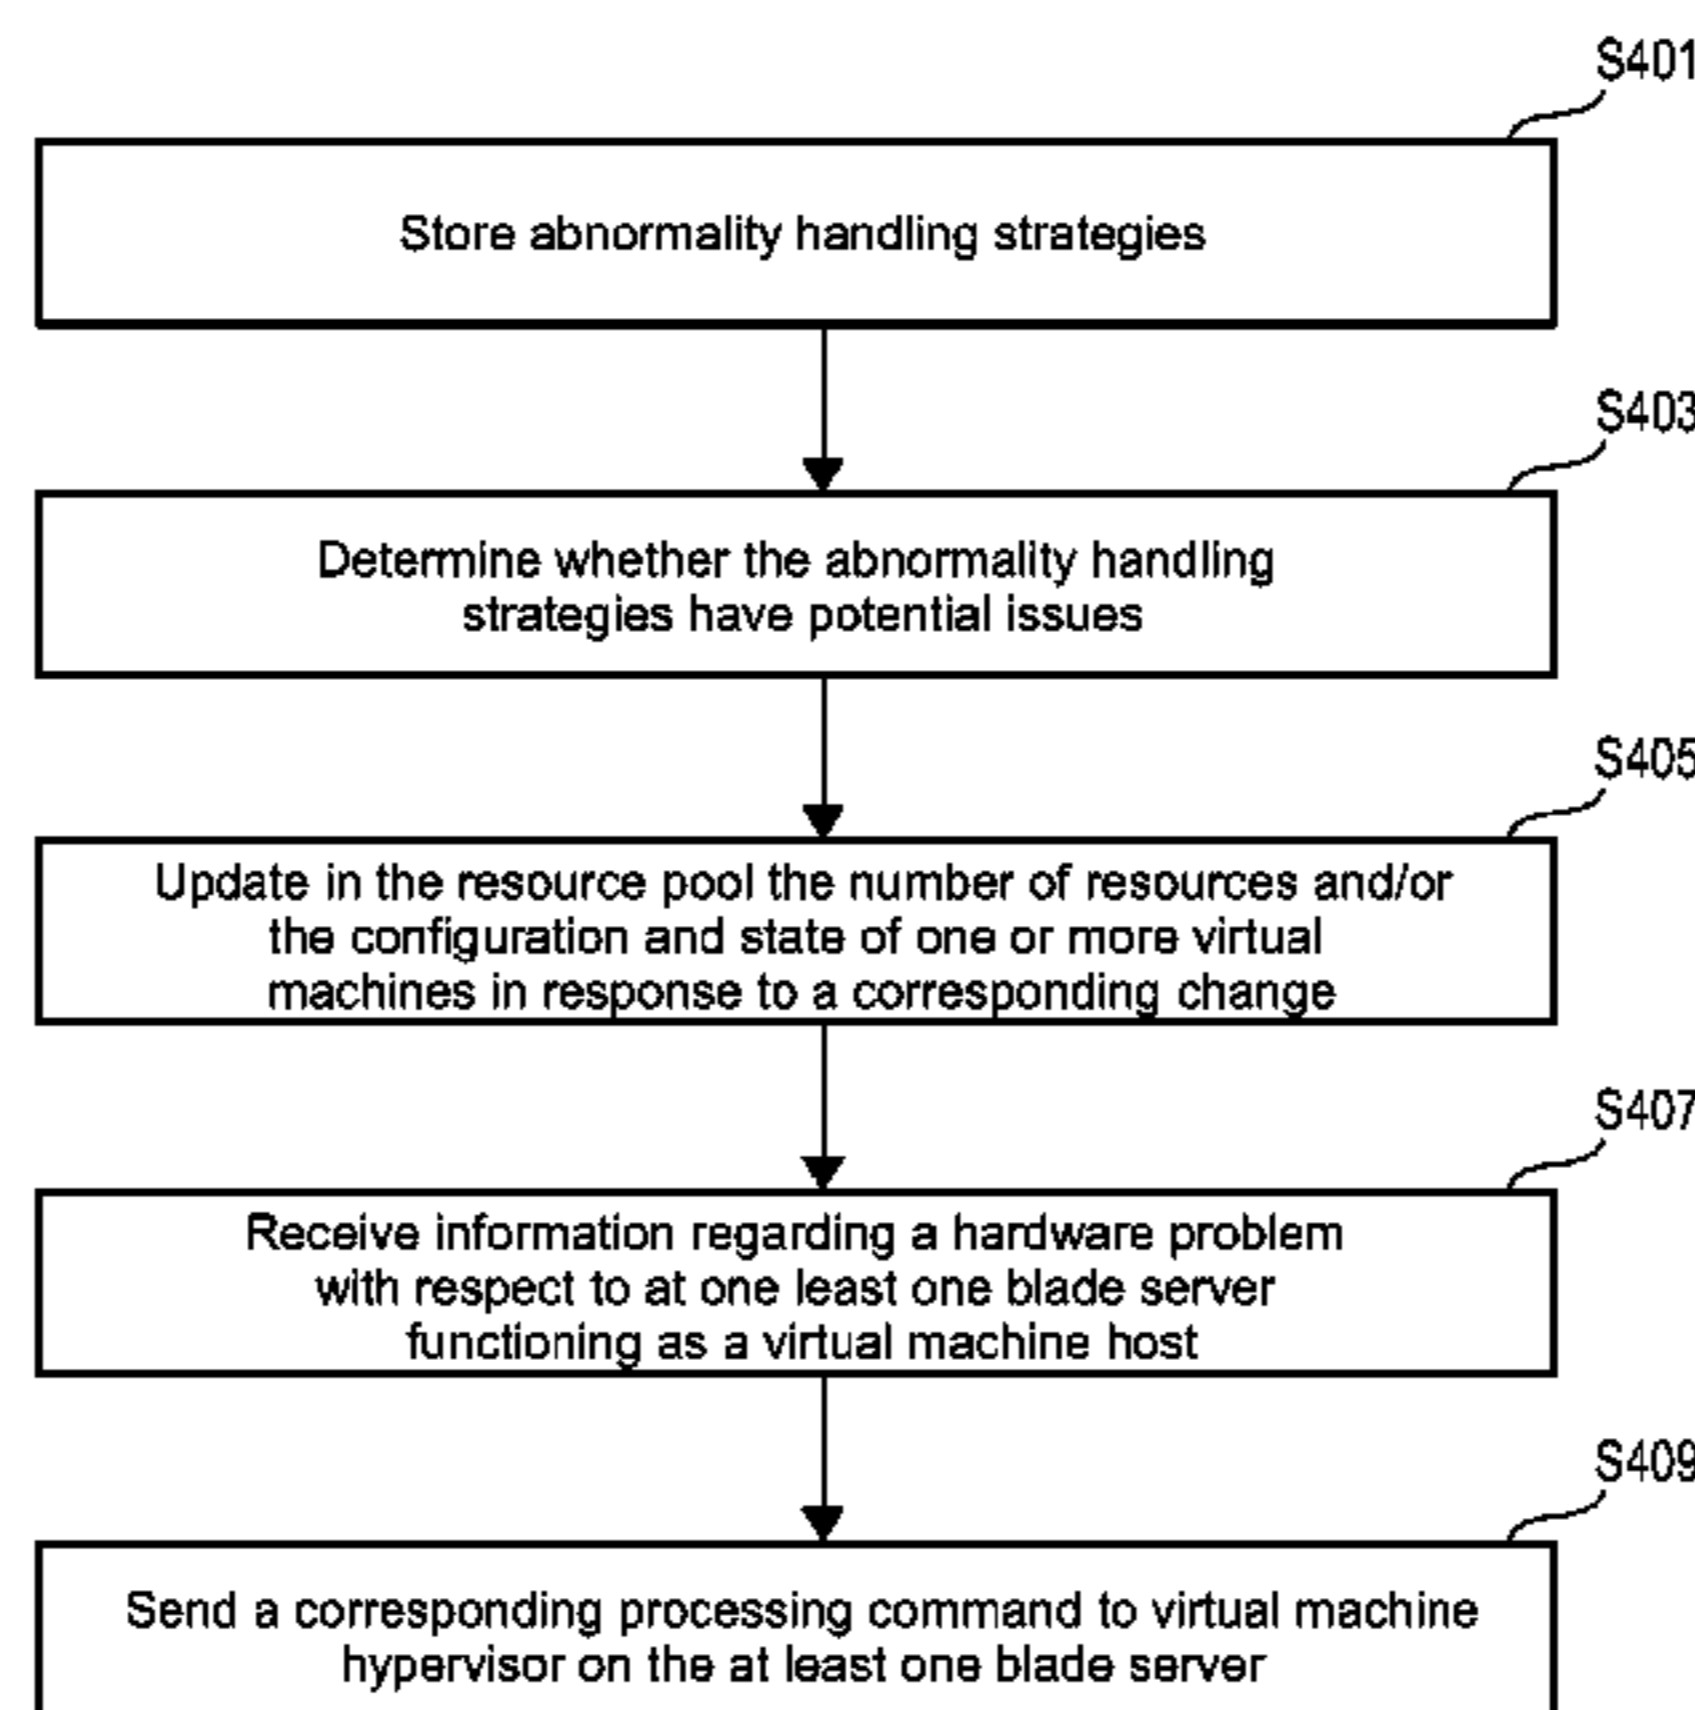 S401
Store abnormality handling strategies
S403
Determine whether the abnormality handling
strategies have potential issues
S405
Update in the resource pool the number of resources and/or
the configuration and state of one or more virtual
machines in response to a corresponding change
S407
Receive information regarding a hardware problem
with respect to at one least one blade server
functioning as a virtual machine host
S409
Send a corresponding processing command to virtual machine
hypervisor on the at least one blade server